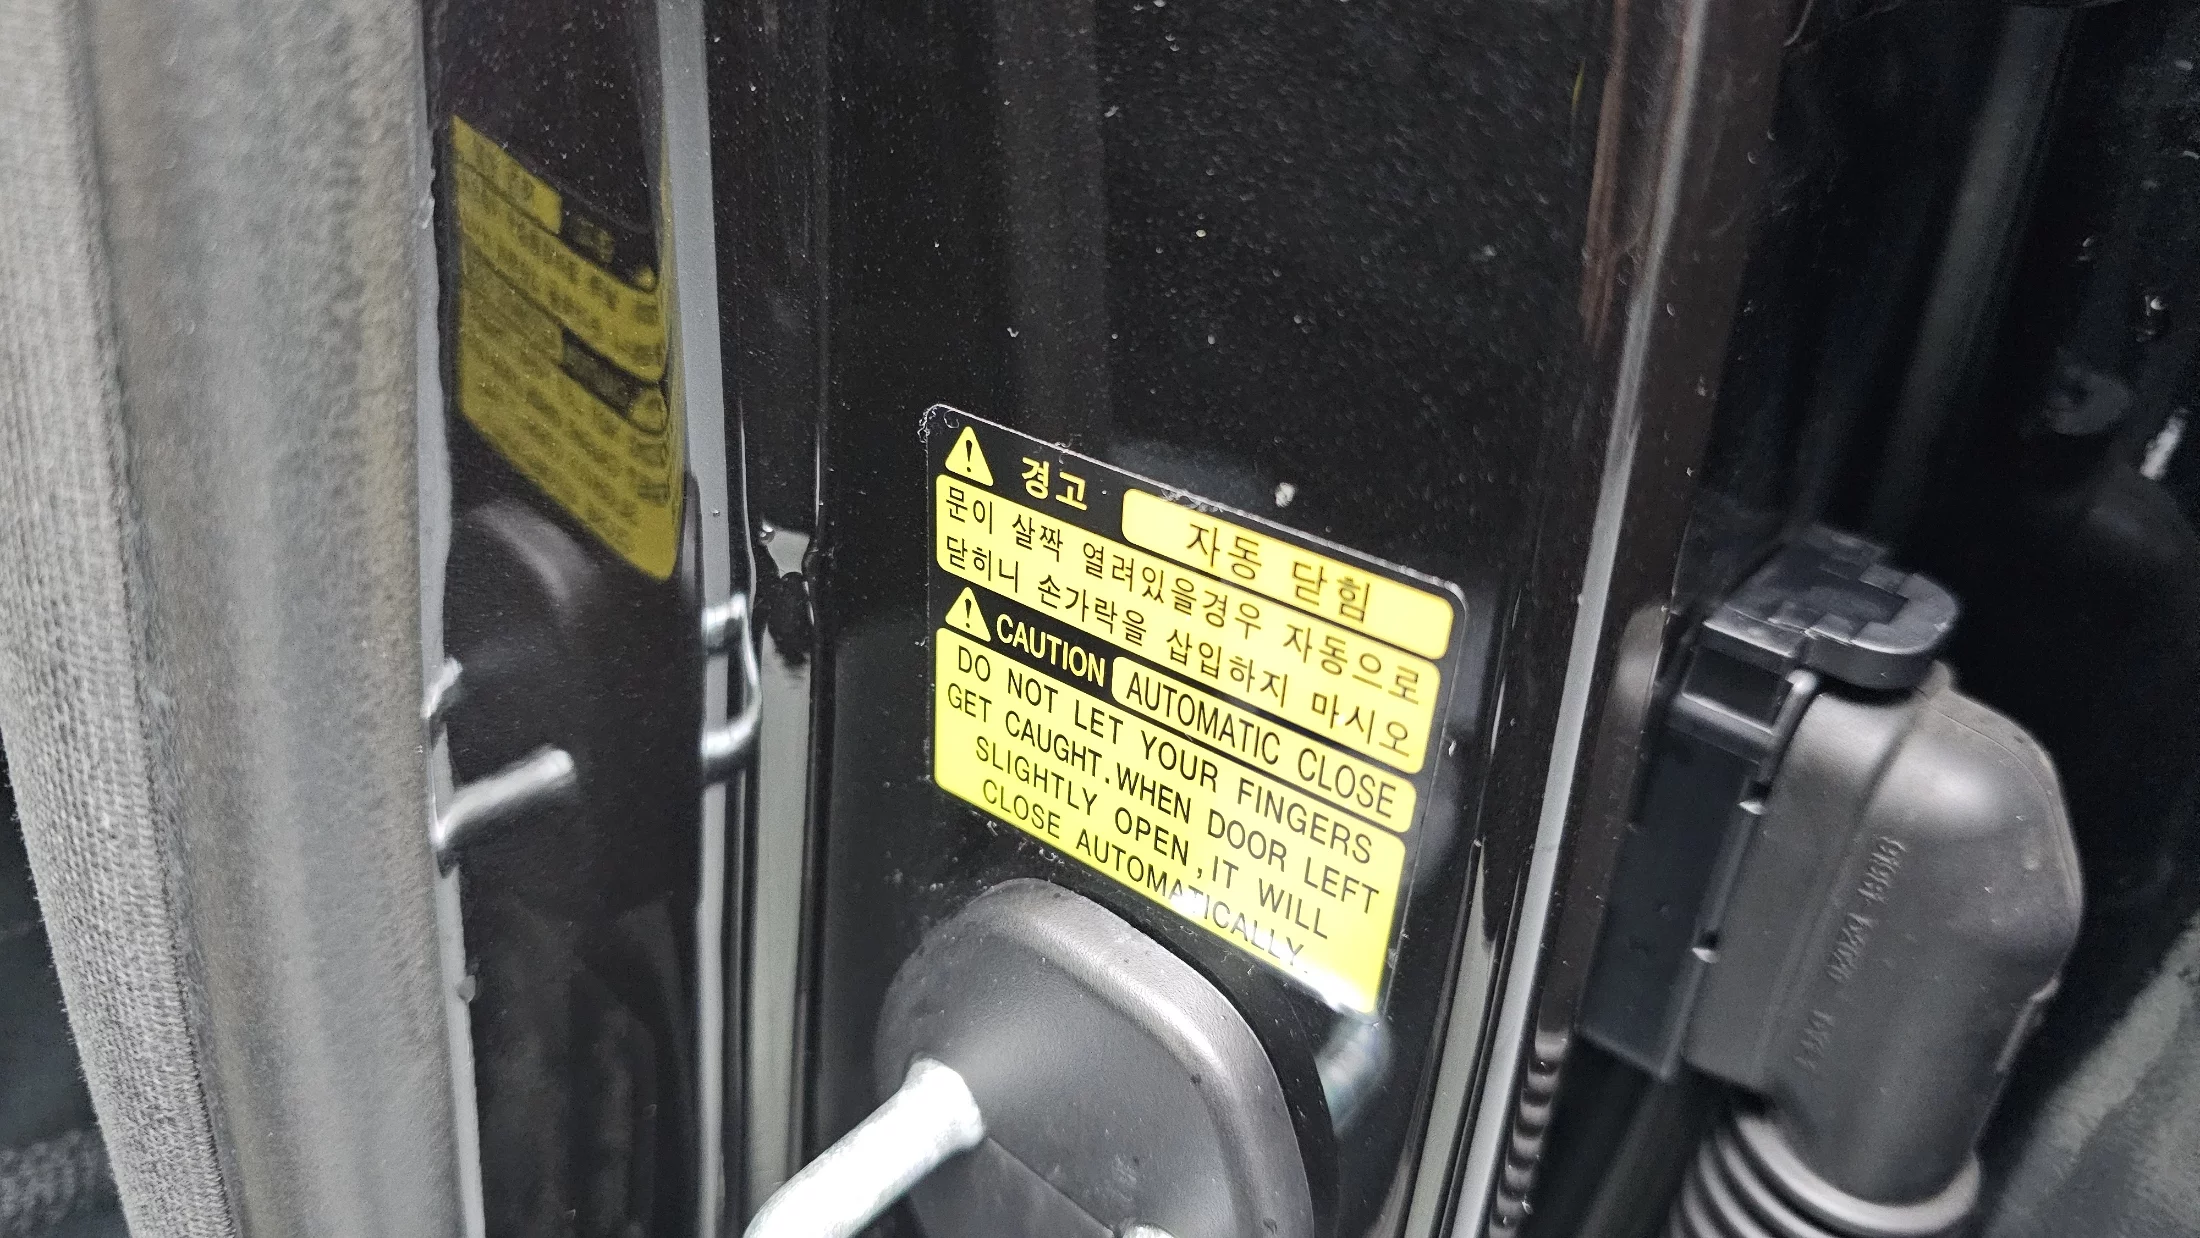 경고 자동 닫힘
문이 살짝 열려있을경우 자동으로
닫히니 손가락을 삽입하지 마시오
CAUTION AUTOMATIC CLOSE
DO NOT LET YOUR FINGERS
GET CAUGHT.WHEN DOOR LEFT
SLIGHTLY OPEN,IT WILL
CLOSE AUTOMATICALLY.